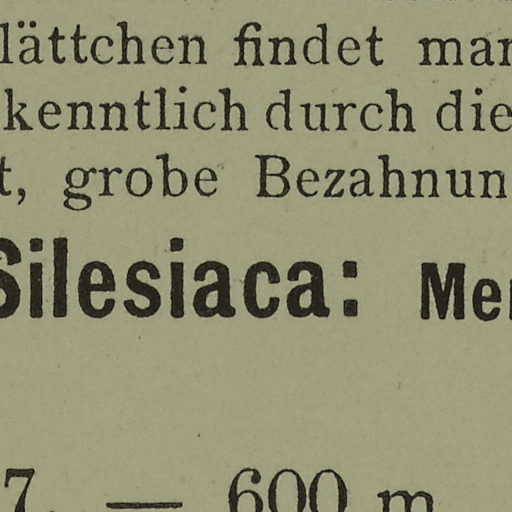 lättchen findet man
kenntlich durch die
t, grobe Bezahnun
Silesiaca: Me
7. — 600 m